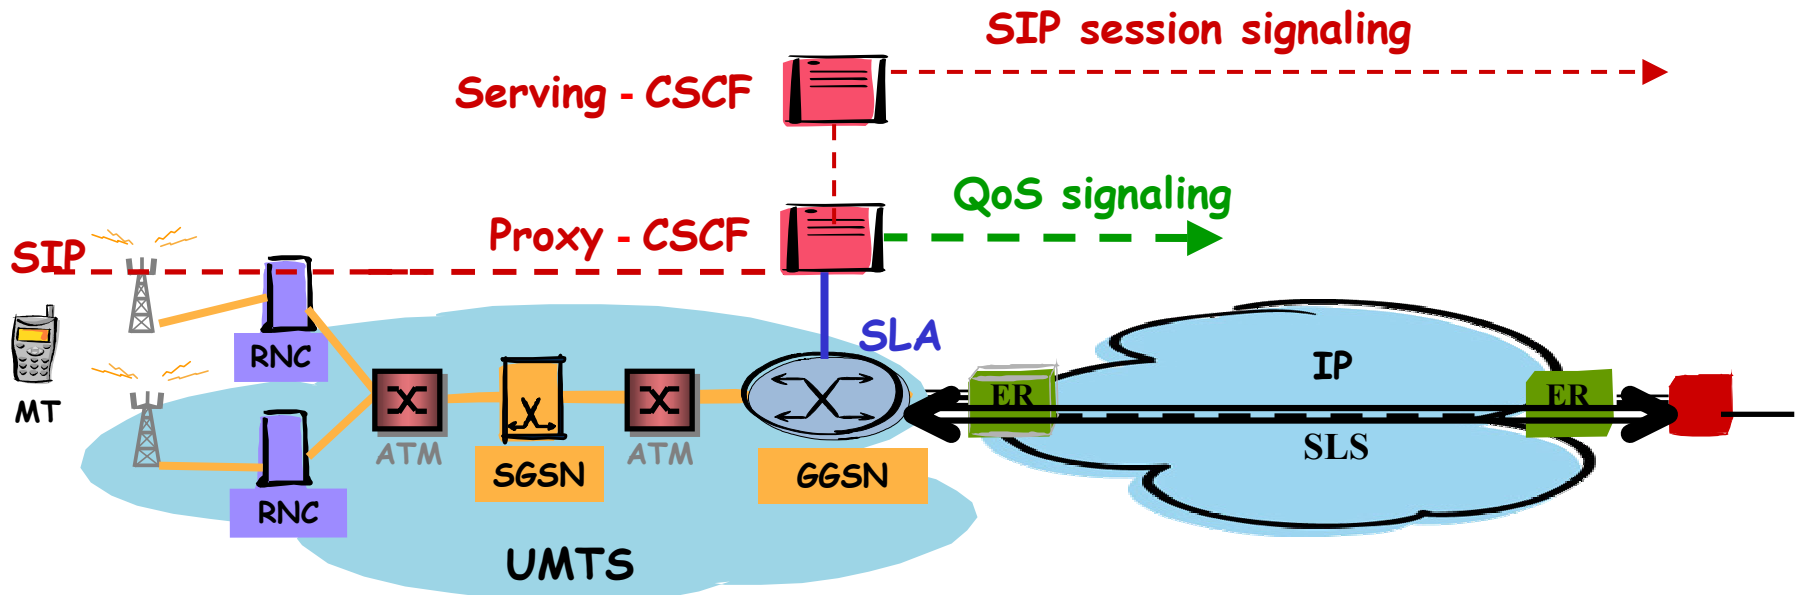 SIP session signaling
Serving - CSCF
QoS signaling
Proxy - CSCF
SIP
SLA
RNC
IP
ER
ER
MT
ATM
ATM
SLS
SGSN
GGSN
RNC
UMTS